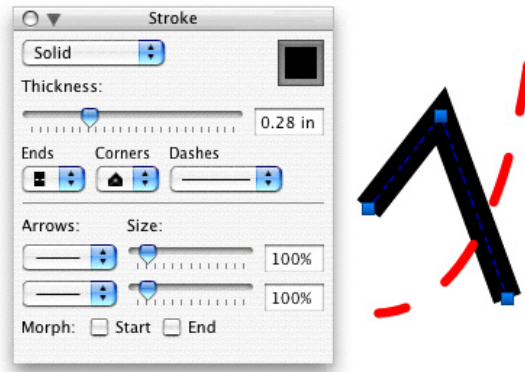 Stroke
Solid
Thickness:
0.28 in
Ends Corners Dashes
Arrows: Size:
100%
100%
Morph: Start End